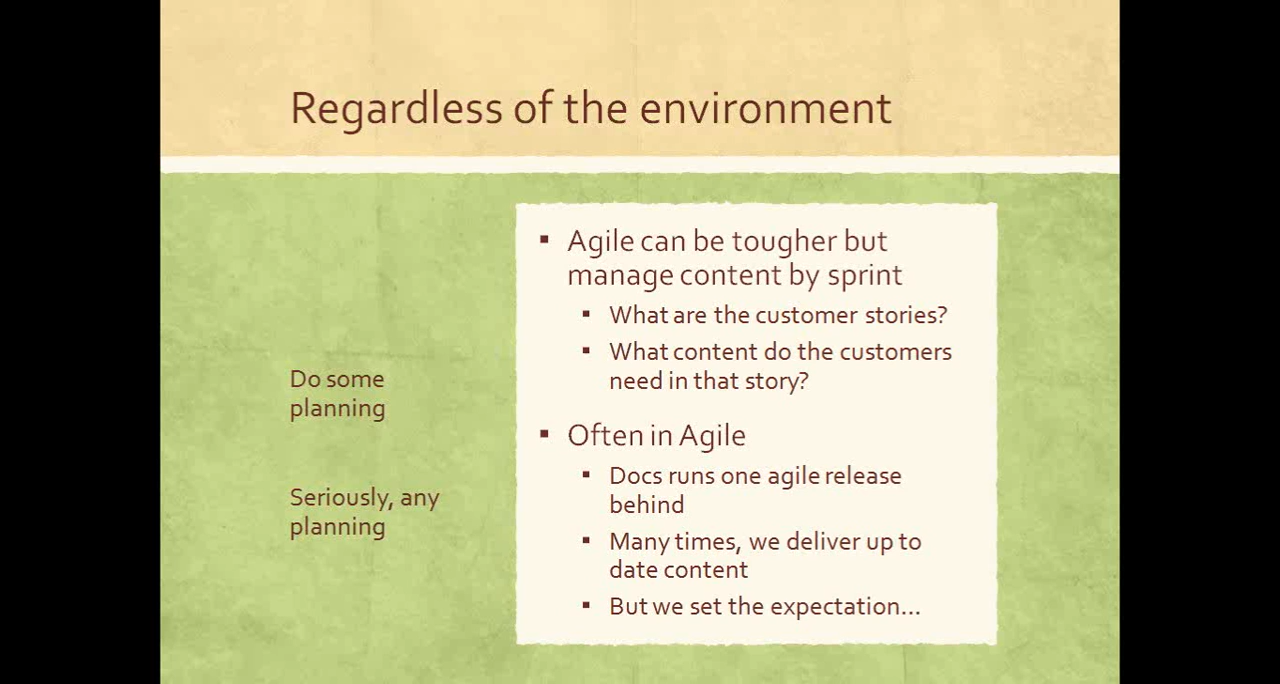 Regardless of the environment
Do some
planning
Seriously, any
planning
▪ Agile can be tougher but
manage content by sprint
▪ What are the customer stories?
▪ What content do the customers
need in that story?
▪ Often in Agile
▪ Docs runs one agile release
behind
▪ Many times, we deliver up to
date content
▪ But we set the expectation...